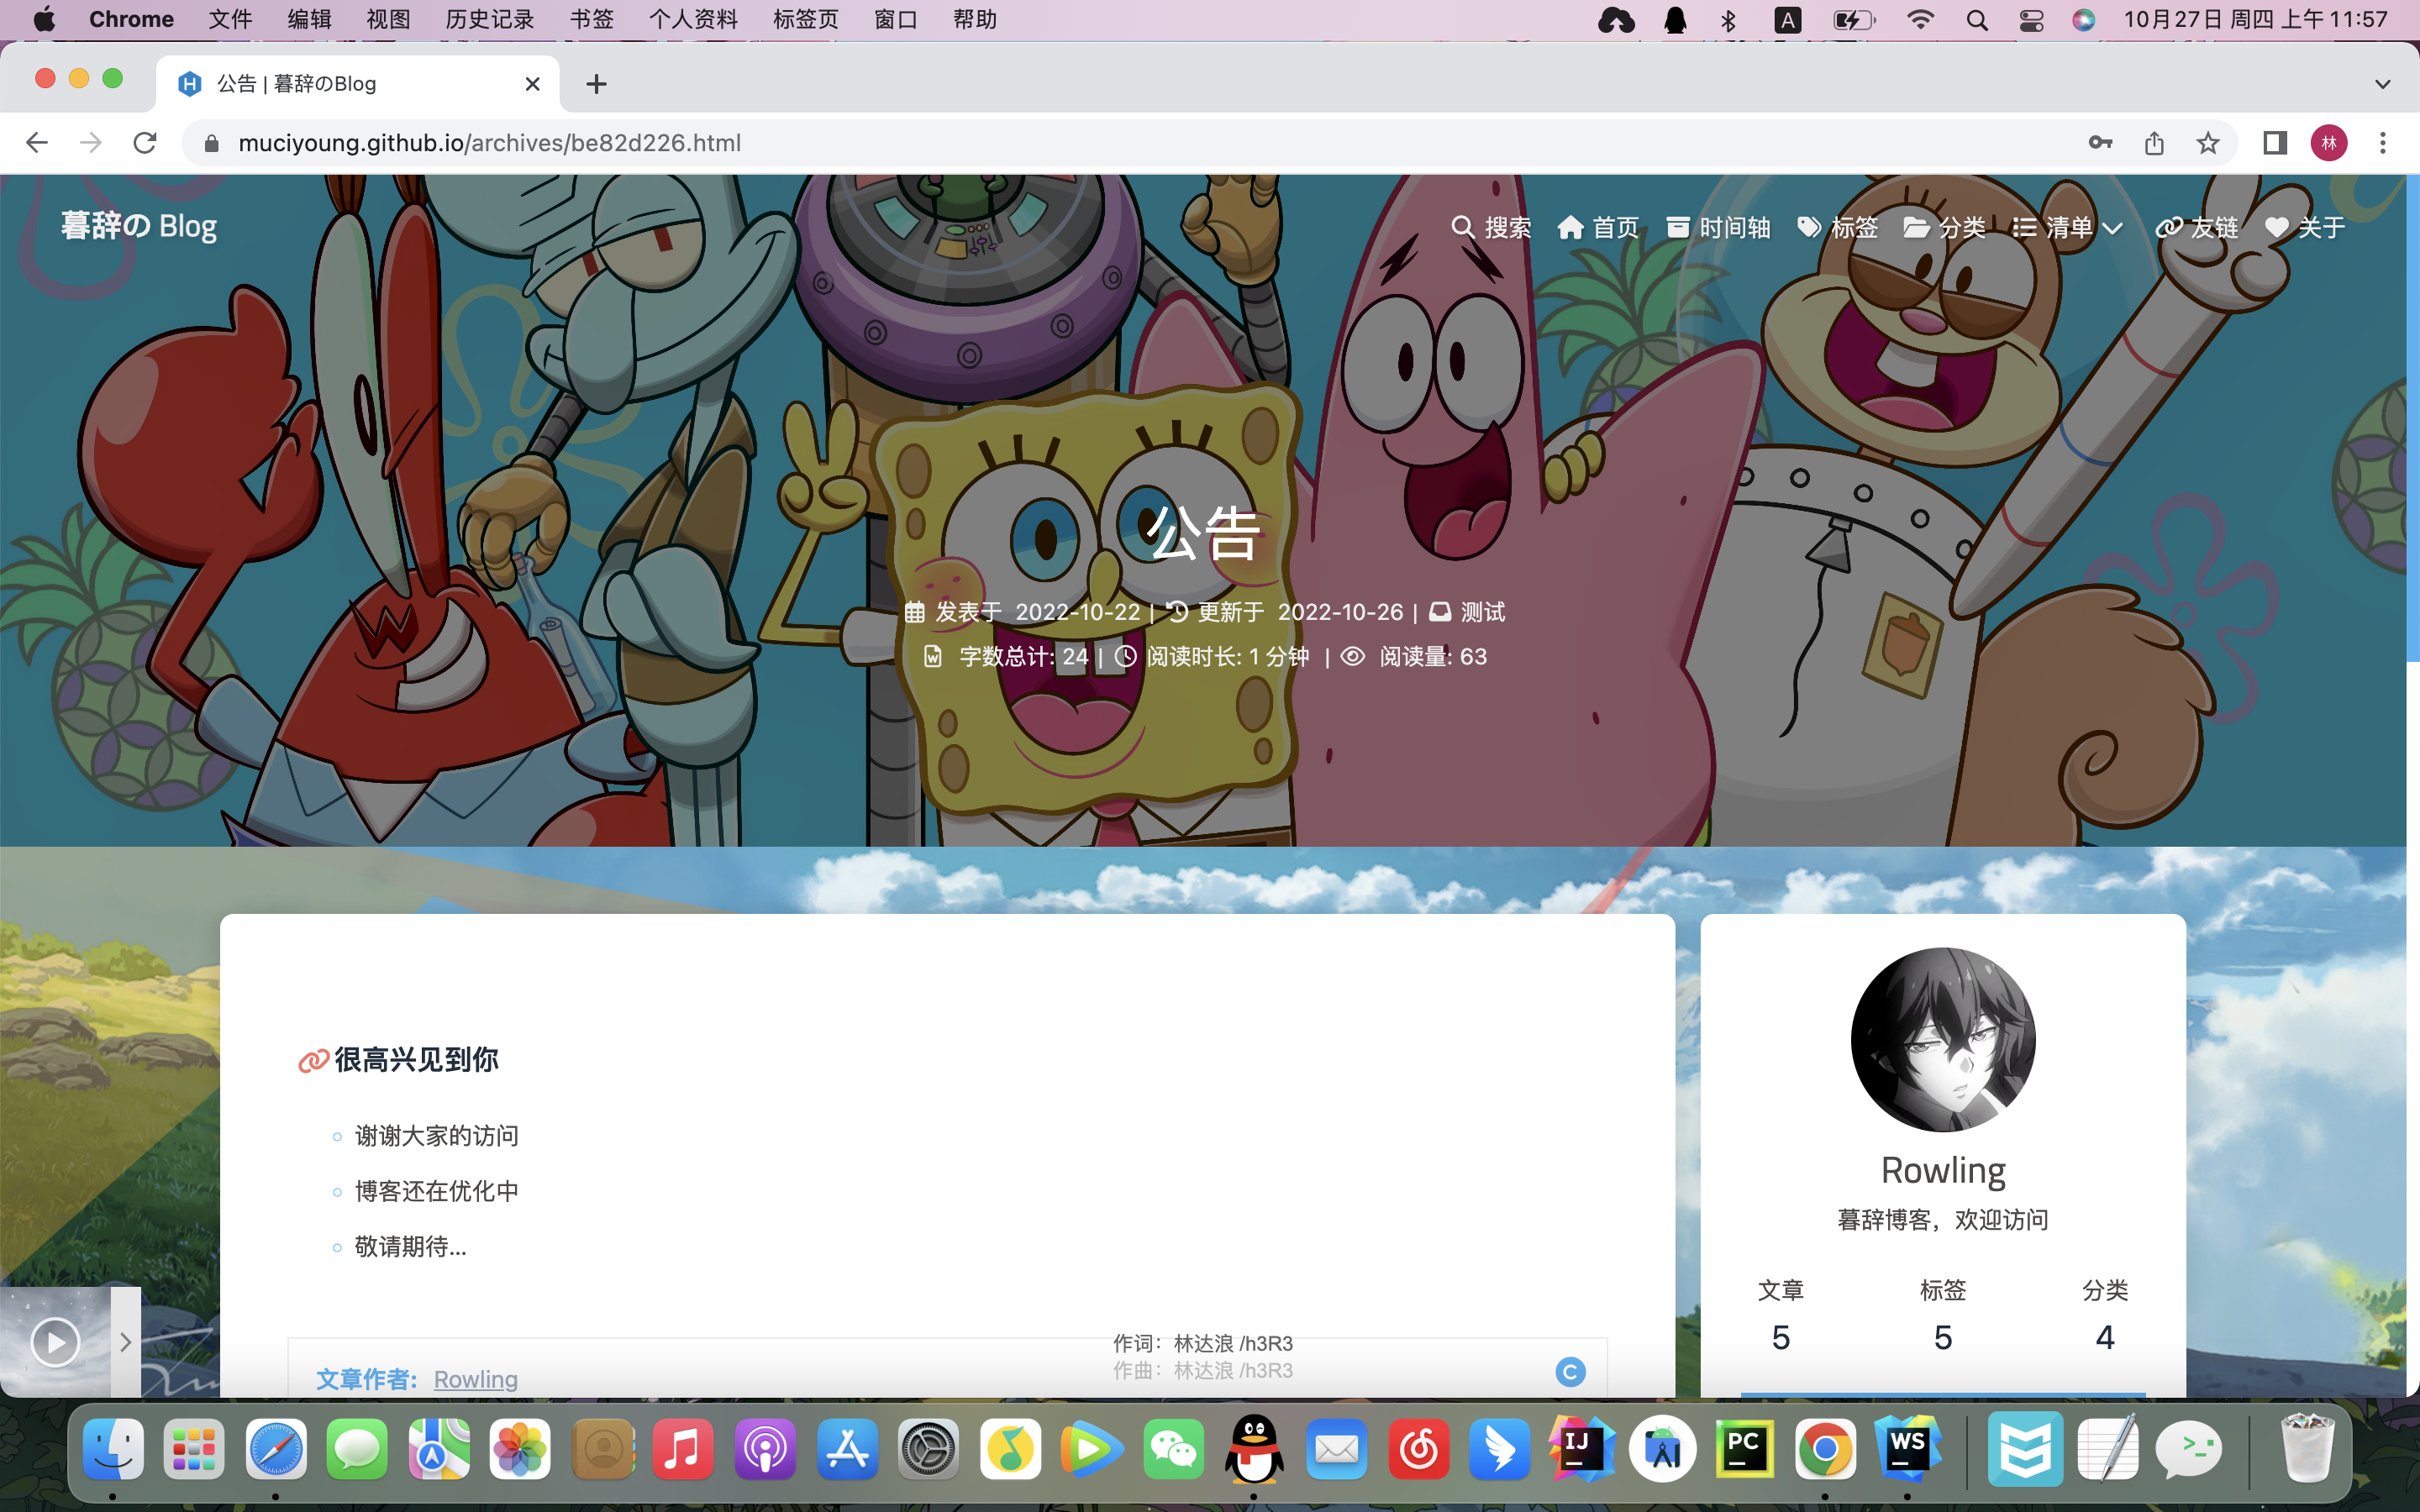 Chrome 文件 编辑 视图 历史记录 书签 个人资料 标签页 窗口 帮助 A 10月27日 周四 上午 11:57
公告 | 暮辞のBlog
muciyoung.github.io/archives/be82d226.html 林
暮辞の Blog 搜索 首页 时间轴 标签 分类 清单 友链 关于
公告
发表于 2022-10-22 | 更新于 2022-10-26 | 测试
字数总计: 24 | 阅读时长: 1 分钟 | 阅读量: 63
很高兴见到你
谢谢大家的访问
博客还在优化中
敬请期待...
Rowling
暮辞博客，欢迎访问
文章 标签 分类
5 5 4
作词：林达浪 /h3R3
作曲：林达浪 /h3R3
文章作者: Rowling
IJ PC WS